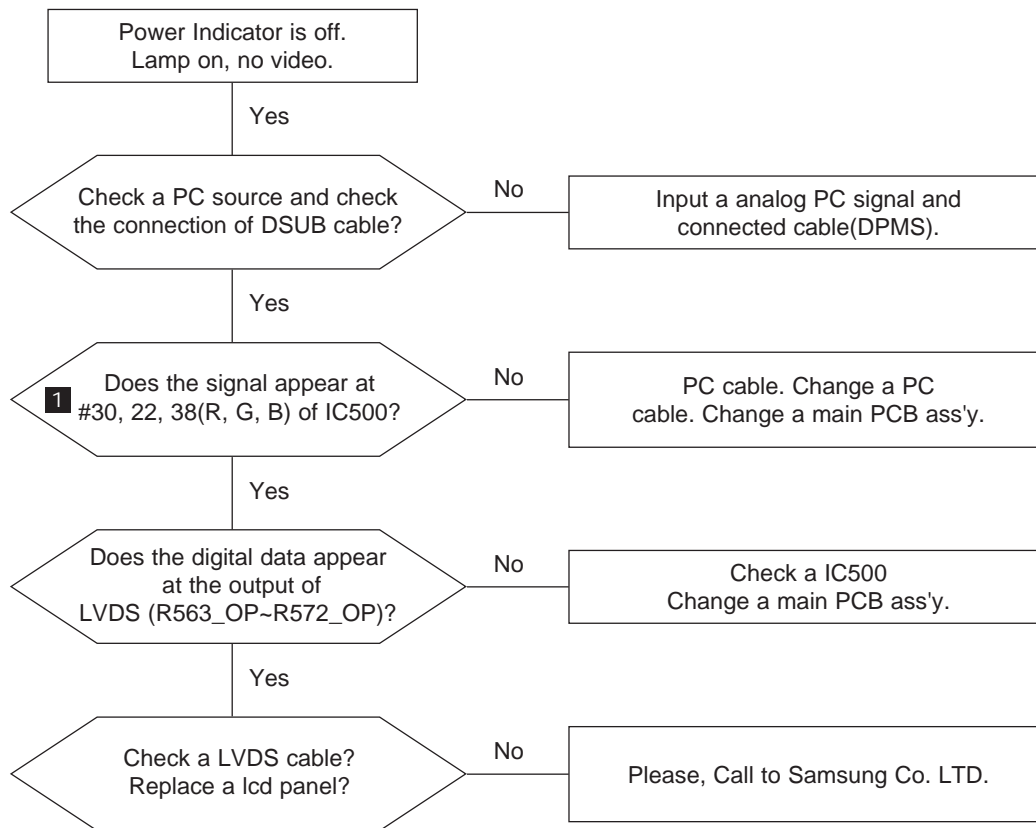 Power Indicator is off.
Lamp on, no video.
Yes
Check a PC source and check
the connection of DSUB cable?
No
Input a analog PC signal and
connected cable(DPMS).
Yes
1
Does the signal appear at
#30, 22, 38(R, G, B) of IC500?
No
PC cable. Change a PC
cable. Change a main PCB ass'y.
Yes
Does the digital data appear
at the output of
LVDS (R563_OP~R572_OP)?
No
Check a IC500
Change a main PCB ass'y.
Yes
Check a LVDS cable?
Replace a lcd panel?
No
Please, Call to Samsung Co. LTD.